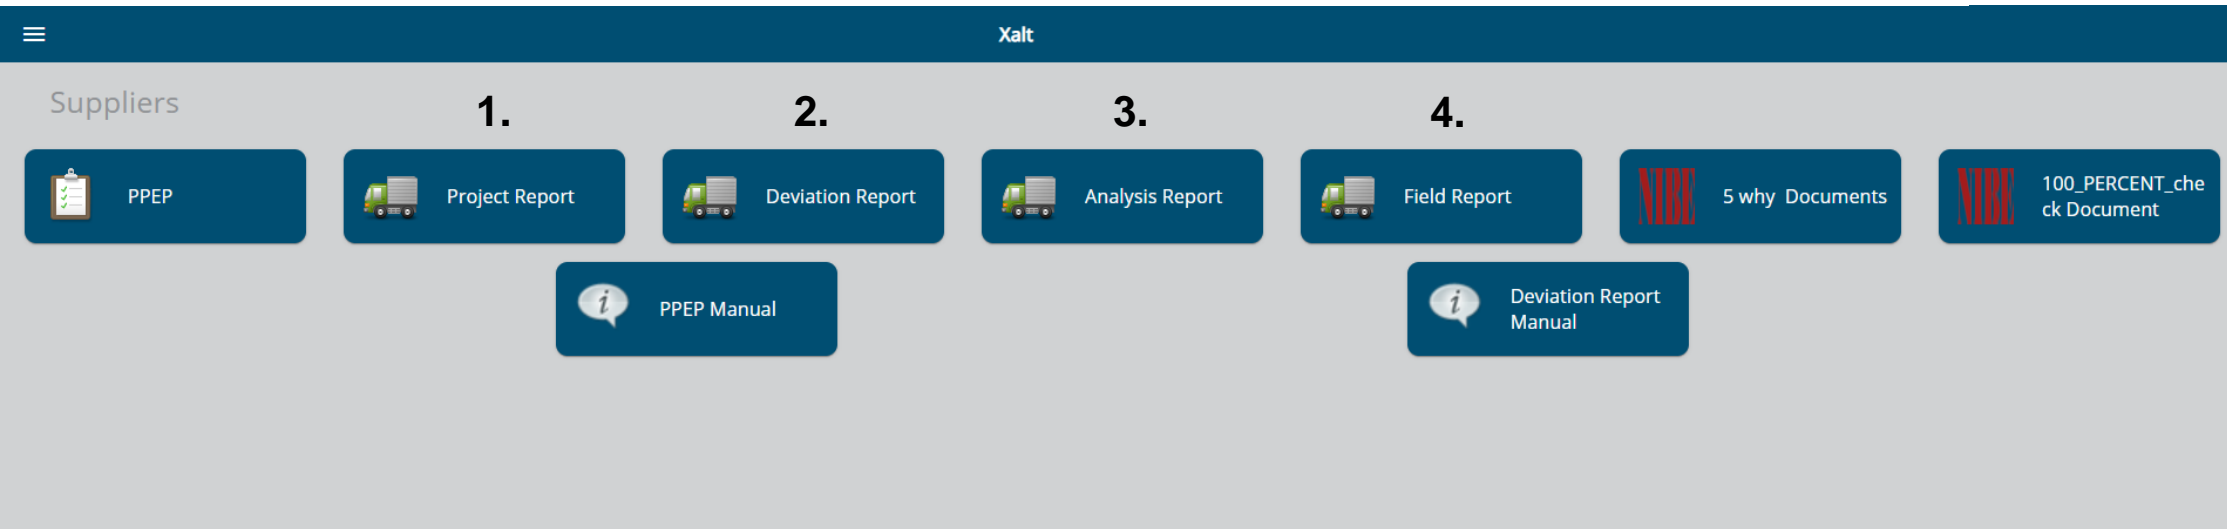 Xalt
Suppliers
1.
2.
3.
4.
PPEP
Project Report
Deviation Report
Analysis Report
Field Report
NIBE
5 why Documents
NIBE
100_PERCENT_che
ck Document
i
PPEP Manual
i
Deviation Report
Manual